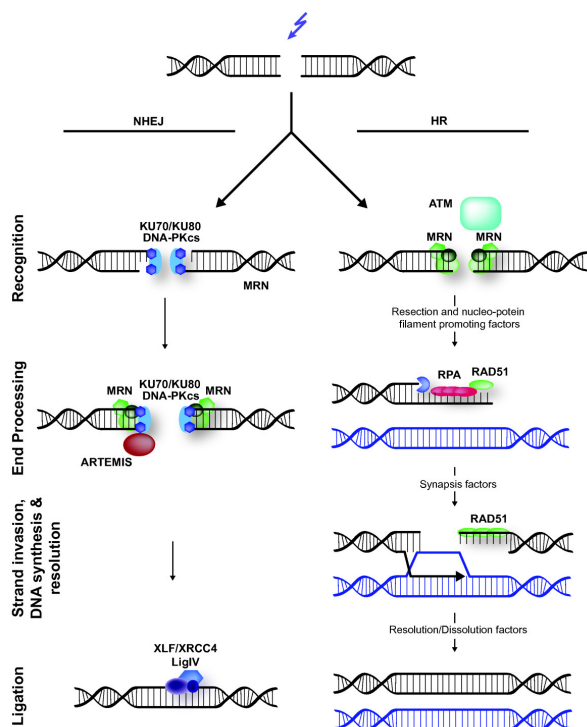 NHEJ
HR
Recognition
KU70/KU80
DNA-PKcs
MRN
ATM
MRN
MRN
Resection and nucleo-potein
filament promoting factors
End Processing
MRN
KU70/KU80
DNA-PKcs
MRN
ARTEMIS
RPA
RAD51
Synapsis factors
Strand invasion,
DNA synthesis &
resolution
RAD51
Resolution/Dissolution factors
Ligation
XLF/XRCC4
LigIV